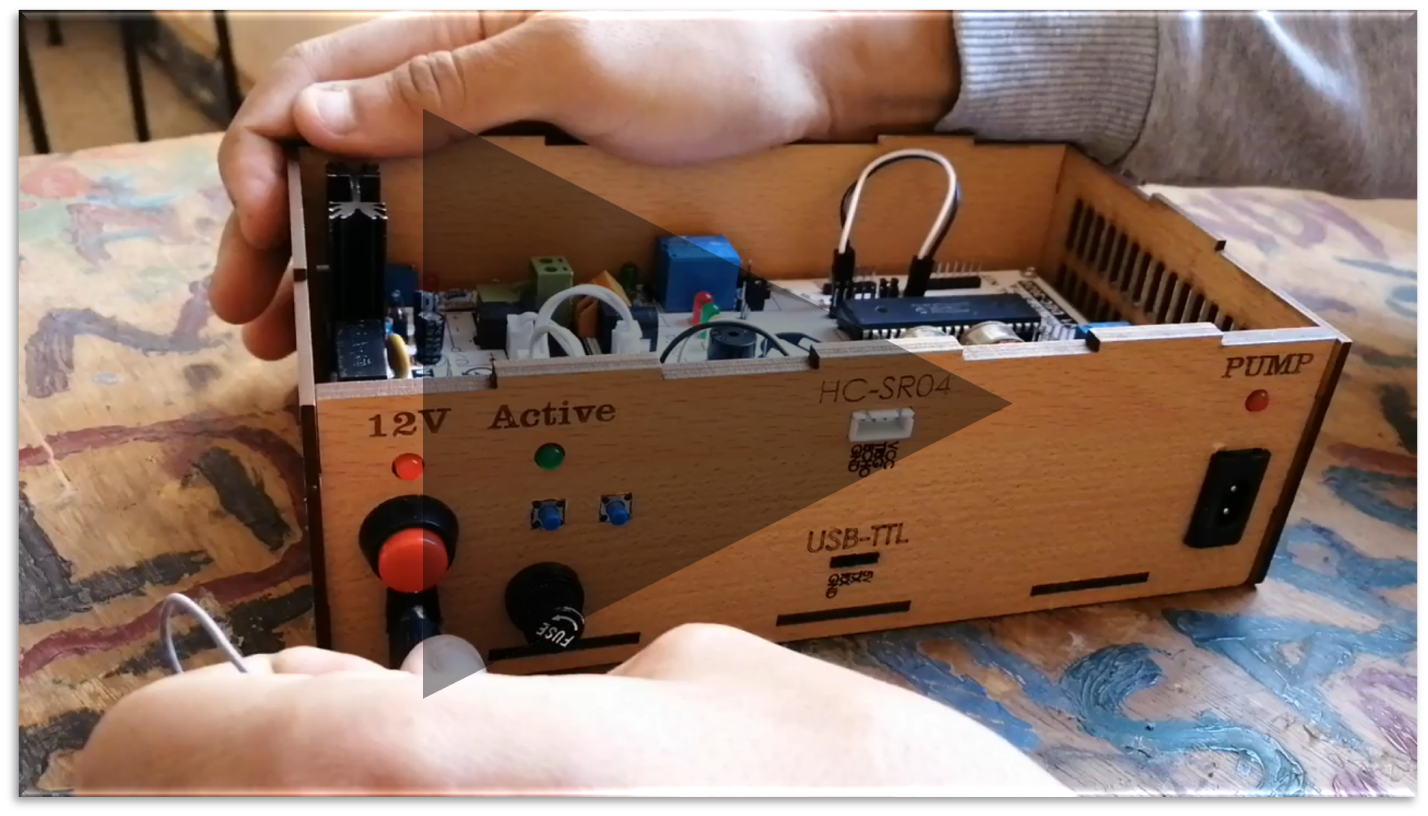 12V Active
HC-SR04
PUMP
USB-TTL
FUSE